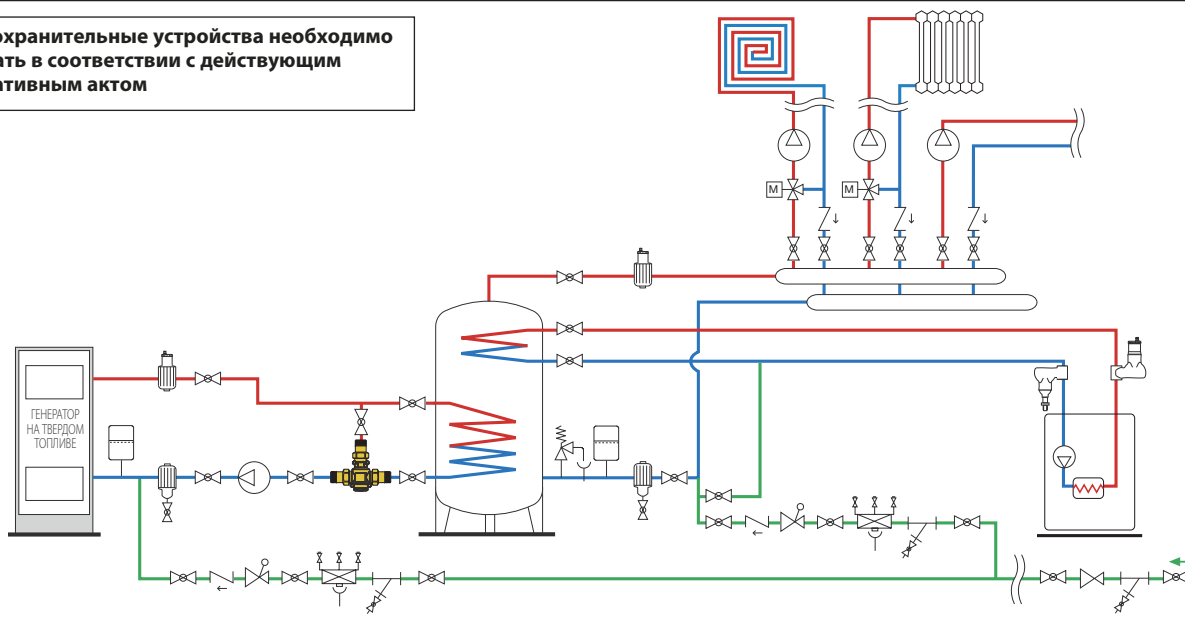 охранительные устройства необходимо
ать в соответствии с действующим
ативным актом
M
M
ГЕНЕРАТОР
НА ТВЕРДОМ
ТОПЛИВЕ